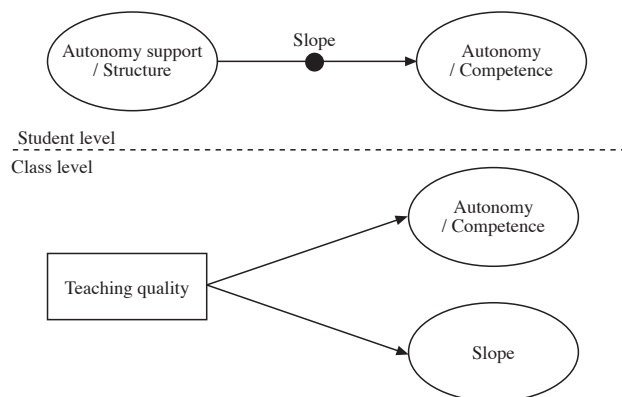 Slope
Autonomy support
/ Structure
Autonomy
/ Competence
Student level
Class level
Autonomy
/ Competence
Teaching quality
Slope